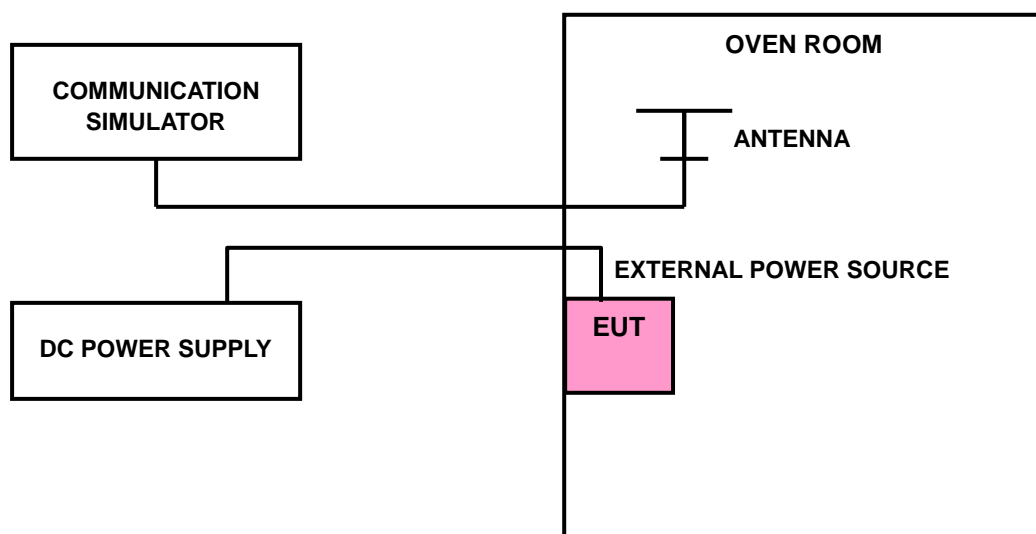 OVEN ROOM
COMMUNICATION
SIMULATOR
ANTENNA
EXTERNAL POWER SOURCE
EUT
DC POWER SUPPLY